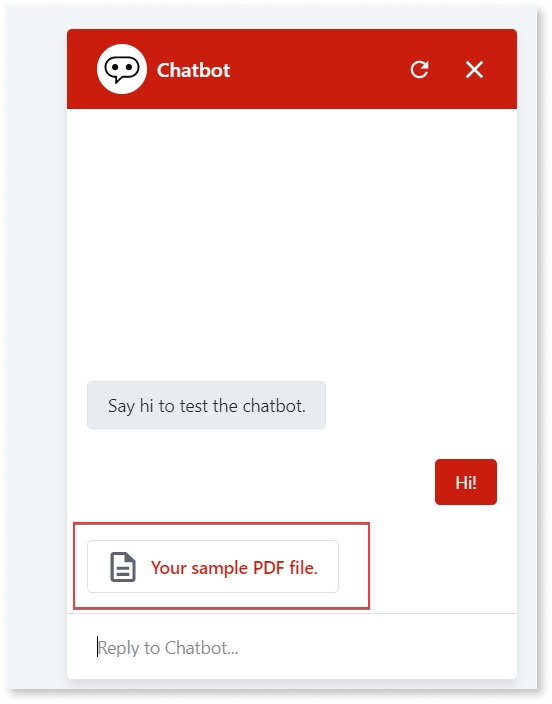 Chatbot
Say hi to test the chatbot.
Hi!
Your sample PDF file.
Reply to Chatbot...